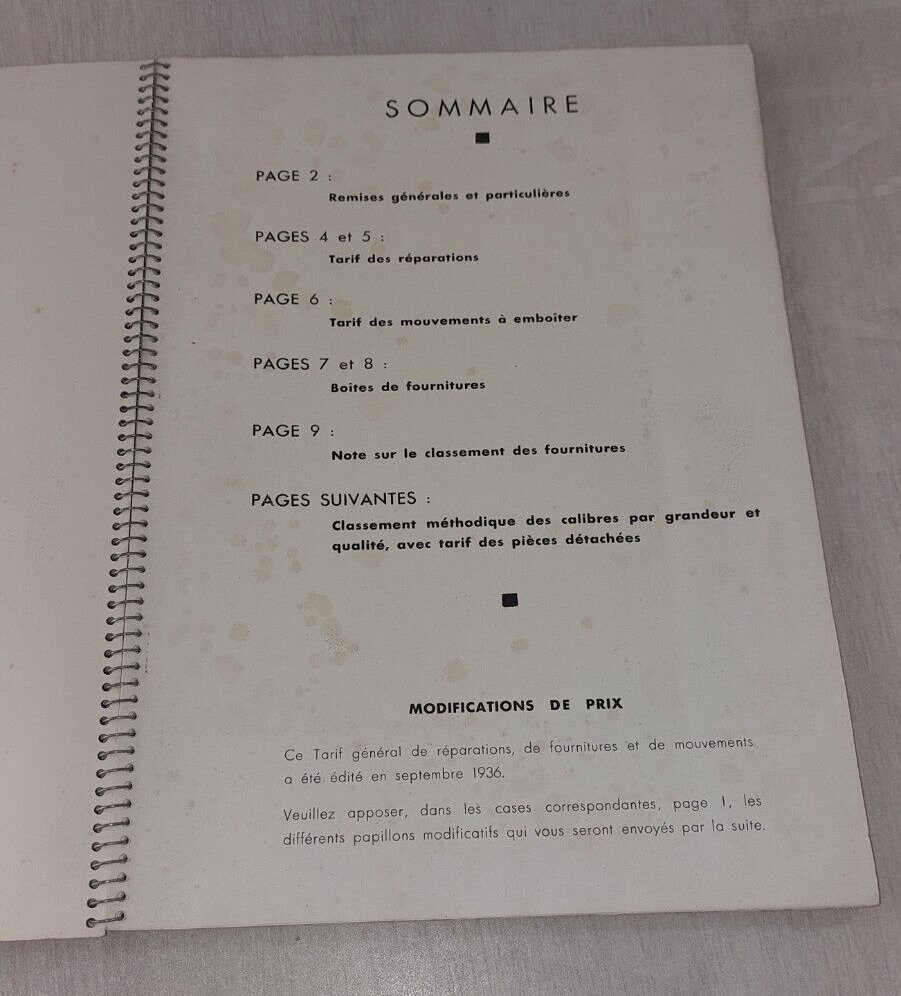 SOMMAIRE
PAGE 2 :
Remises générales et particulières
PAGES 4 et 5 :
Tarif des réparations
PAGE 6 :
Tarif des mouvements à emboîter
PAGES 7 et 8 :
Boites de fournitures
PAGE 9 :
Note sur le classement des fournitures
PAGES SUIVANTES :
Classement méthodique des calibres par grandeur et
qualité, avec tarif des pièces détachées
MODIFICATIONS DE PRIX
Ce Tarif général de réparations, de fournitures et de mouvements
a été édité en septembre 1936.
Veuillez apposer, dans les cases correspondantes, page 1, les
différents papillons modificatifs qui vous seront envoyés par la suite.